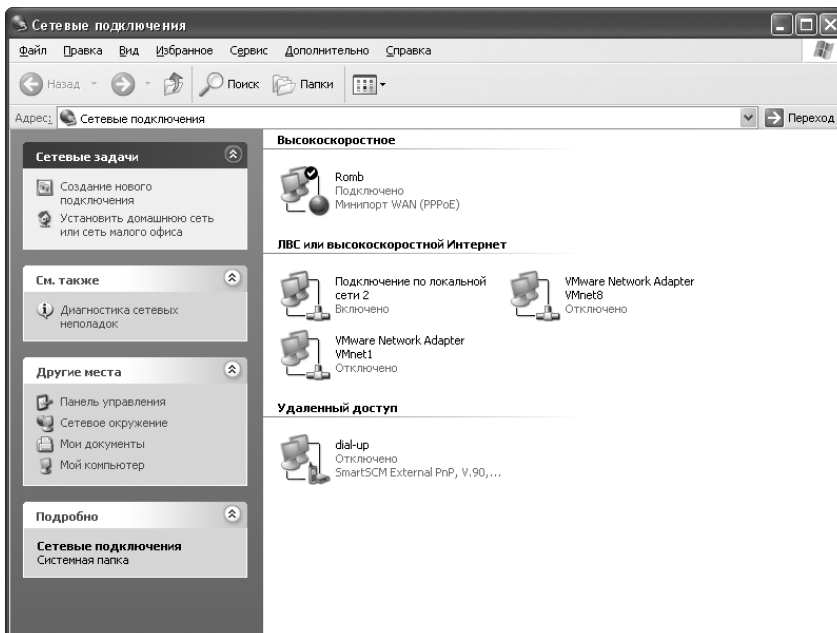 Сетевые подключения
Файл Правка Вид Избранное Сервис Дополнительно Справка
Назад Поиск Папки
Адрес: Сетевые подключения Переход
Сетевые задачи
Создание нового
подключения
Установить домашнюю сеть
или сеть малого офиса
См. также
Диагностика сетевых
неполадок
Другие места
Панель управления
Сетевое окружение
Мои документы
Мой компьютер
Подробно
Сетевые подключения
Системная папка
Высокоскоростное
Romb
Подключено
Минипорт WAN (PPPoE)
ЛВС или высокоскоростной Интернет
Подключение по локальной
сети 2
Включено
VMware Network Adapter
VMnet8
Отключено
VMware Network Adapter
VMnet1
Отключено
Удаленный доступ
dial-up
Отключено
SmartSCM External PnP, V.90,...